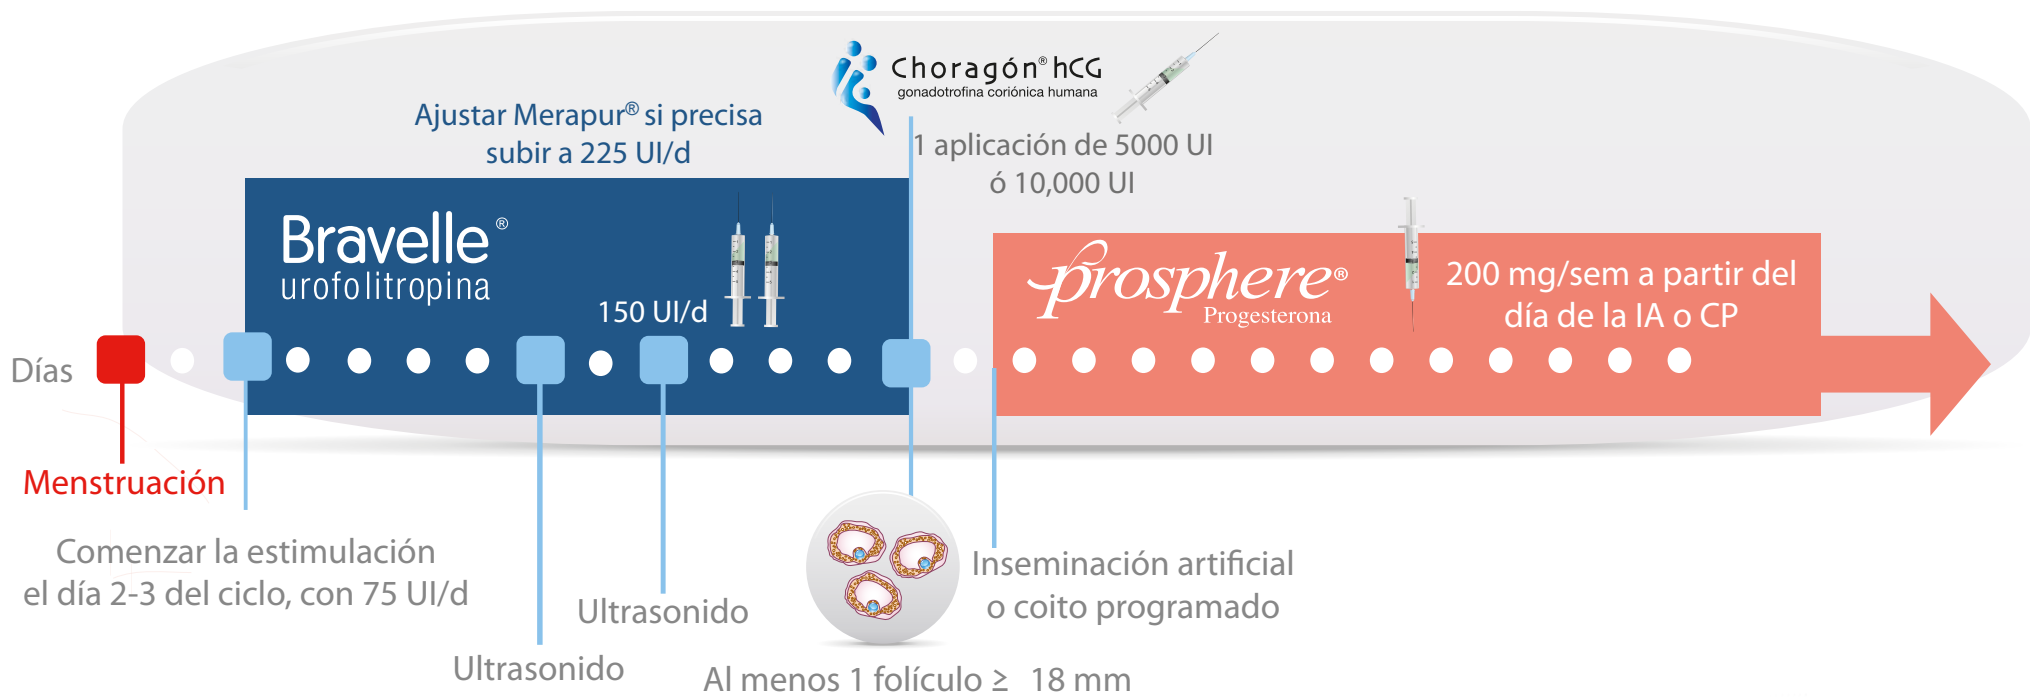 Choragón® hCG
gonadotrofina coriónica humana
Ajustar Merapur® si precisa
subir a 225 UI/d
1 aplicación de 5000 UI
ó 10,000 UI
Bravelle®
urofolitropina
150 UI/d
prosphere®
Progesterona
200 mg/sem a partir del
día de la IA o CP
Días
Menstruación
Comenzar la estimulación
el día 2-3 del ciclo, con 75 UI/d
Ultrasonido
Ultrasonido
Inseminación artificial
o coito programado
Al menos 1 folículo ≥ 18 mm